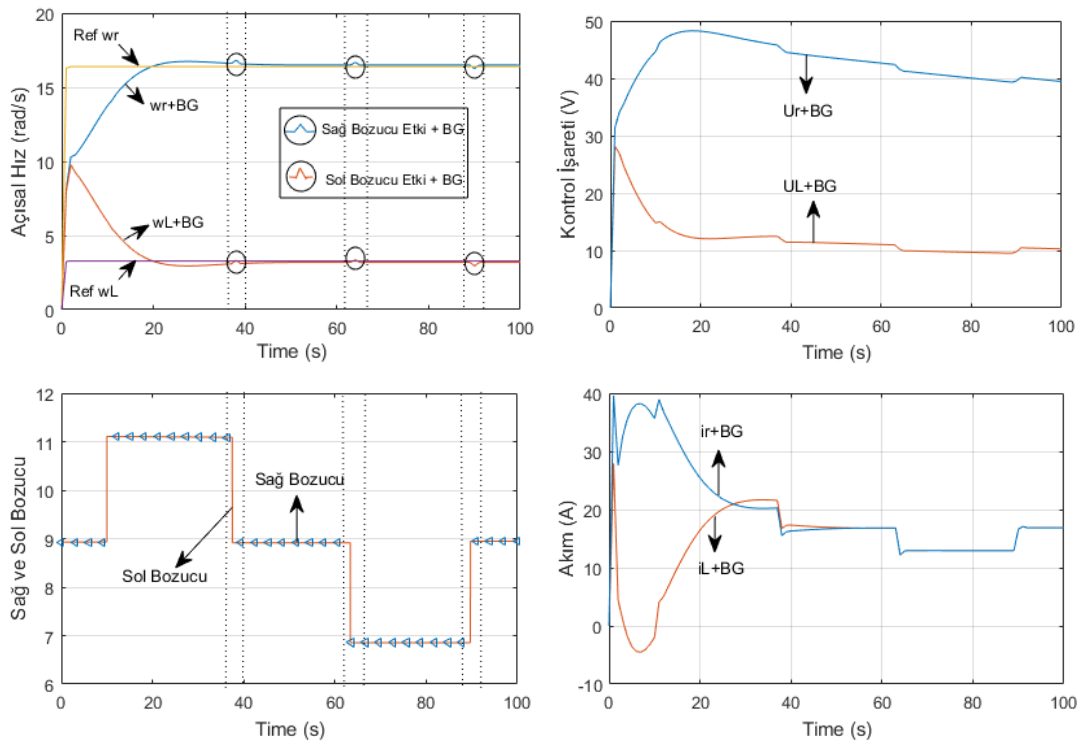 20
15
10
5
0
0
20
40
60
80
100
Açısal Hız (rad/s)
Time (s)
Ref wr
wr+BG
wL+BG
Ref wL
Sağ Bozucu Etki + BG
Sol Bozucu Etki + BG
50
40
30
20
10
0
0
20
40
60
80
100
Kontrol İşareti (V)
Time (s)
Ur+BG
UL+BG
12
11
10
9
8
7
6
0
20
40
60
80
100
Sağ ve Sol Bozucu
Time (s)
Sağ Bozucu
Sol Bozucu
40
30
20
10
0
-10
0
20
40
60
80
100
Akım (A)
Time (s)
ir+BG
iL+BG